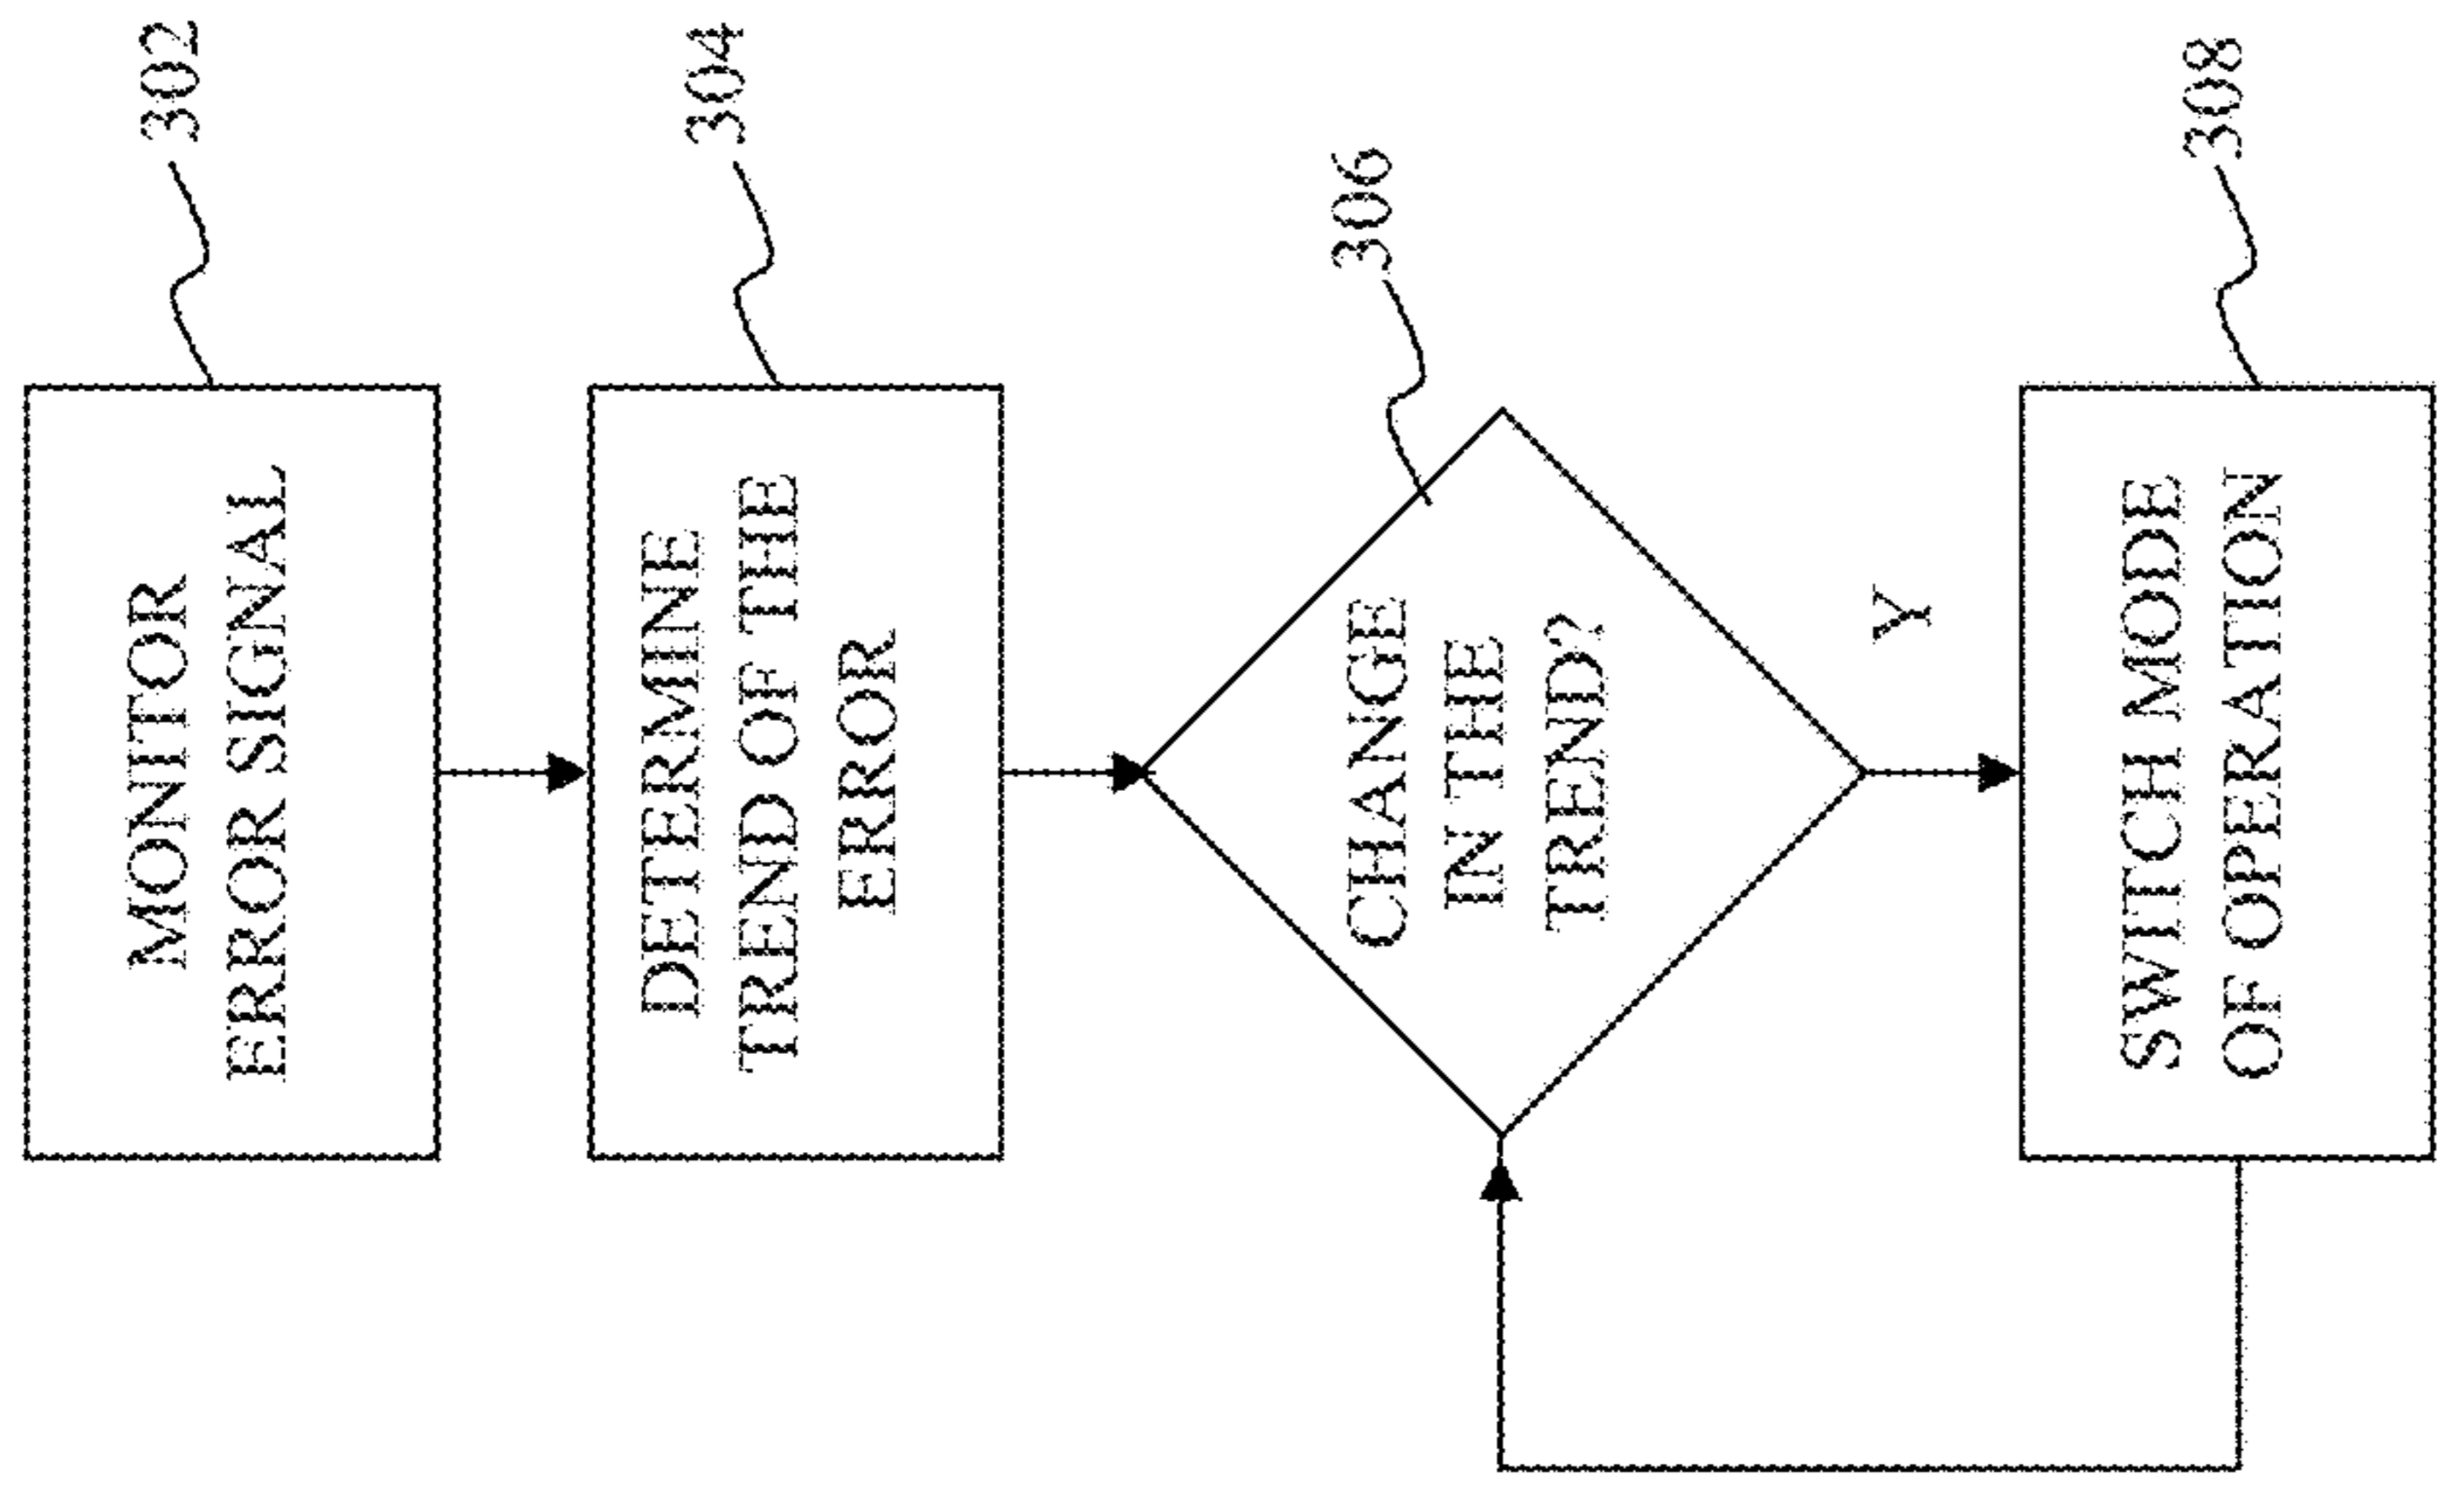 MONITOR
ERROR SIGNAL
302
DETERMINE
TREND OF THE
ERROR
304
CHANGE
IN THE
TREND?
306
Y
SWITCH MODE
OF OPERATION
308